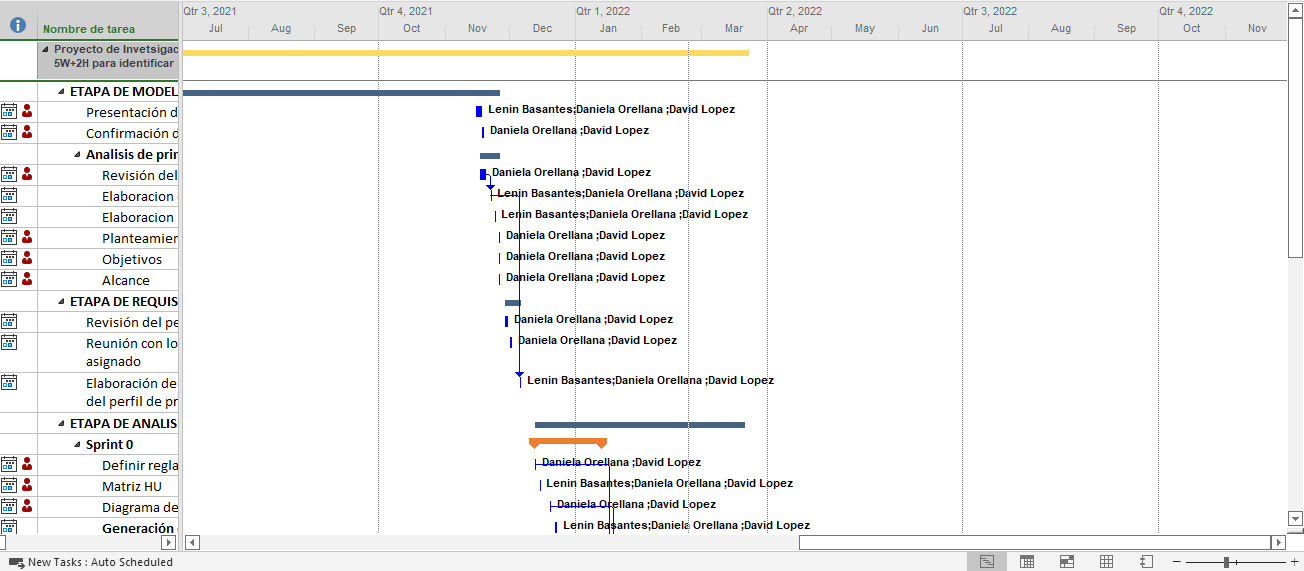 Qtr 3, 2021 Qtr 4, 2021 Qtr 1, 2022 Qtr 2, 2022 Qtr 3, 2022 Qtr 4, 2022
Nombre de tarea Jul Aug Sep Oct Nov Dec Jan Feb Mar Apr May Jun Jul Aug Sep Oct Nov
Proyecto de Invetsigac
5W+2H para identificar
ETAPA DE MODEL
Presentación d Lenin Basantes;Daniela Orellana ;David Lopez
Confirmación d Daniela Orellana ;David Lopez
Analisis de prin
Revisión del Daniela Orellana ;David Lopez
Elaboracion Lenin Basantes;Daniela Orellana ;David Lopez
Elaboracion Lenin Basantes;Daniela Orellana ;David Lopez
Planteamien Daniela Orellana ;David Lopez
Objetivos Daniela Orellana ;David Lopez
Alcance Daniela Orellana ;David Lopez
ETAPA DE REQUIS
Revisión del pe Daniela Orellana ;David Lopez
Reunión con lo Daniela Orellana ;David Lopez
asignado
Elaboración de Lenin Basantes;Daniela Orellana ;David Lopez
del perfil de pr
ETAPA DE ANALIS
Sprint 0
Definir regla Daniela Orellana ;David Lopez
Matriz HU Lenin Basantes;Daniela Orellana ;David Lopez
Diagrama de Daniela Orellana ;David Lopez
Generación Lenin Basantes;Daniela Orellana ;David Lopez
New Tasks : Auto Scheduled